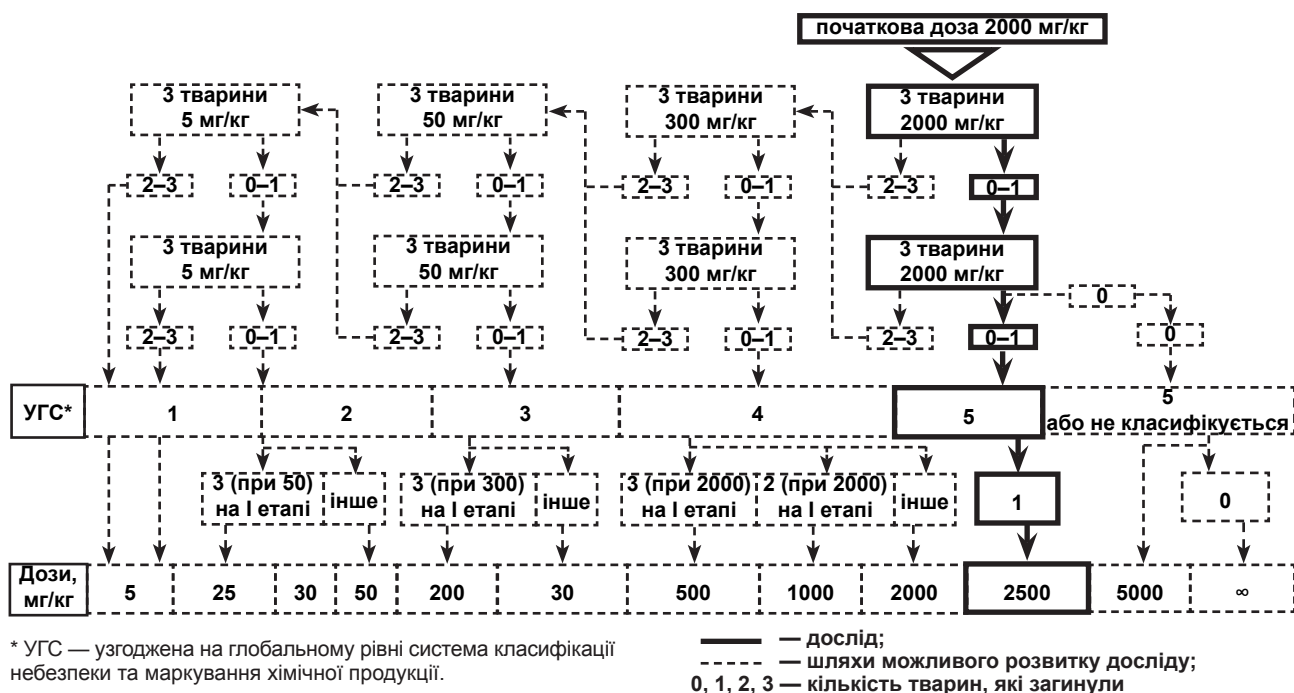 початкова доза 2000 мг/кг
3 тварини
5 мг/кг
3 тварини
50 мг/кг
3 тварини
300 мг/кг
3 тварини
2000 мг/кг
2–3
0–1
2–3
0–1
2–3
0–1
2–3
0–1
3 тварини
5 мг/кг
3 тварини
50 мг/кг
3 тварини
300 мг/кг
3 тварини
2000 мг/кг
0
2–3
0–1
2–3
0–1
2–3
0–1
2–3
0–1
0
УГС*
1
2
3
4
5
5
або не класифікується
3 (при 50)
на I етапі
інше
3 (при 300)
на I етапі
інше
3 (при 2000)
на I етапі
2 (при 2000)
на I етапі
інше
1
0
Дози,
мг/кг
5
25
30
50
200
30
500
1000
2000
2500
5000
∞
* УГС — узгоджена на глобальному рівні система класифікації
небезпеки та маркування хімічної продукції.
— дослід;
— шляхи можливого розвитку досліду;
0, 1, 2, 3 — кількість тварин, які загинули